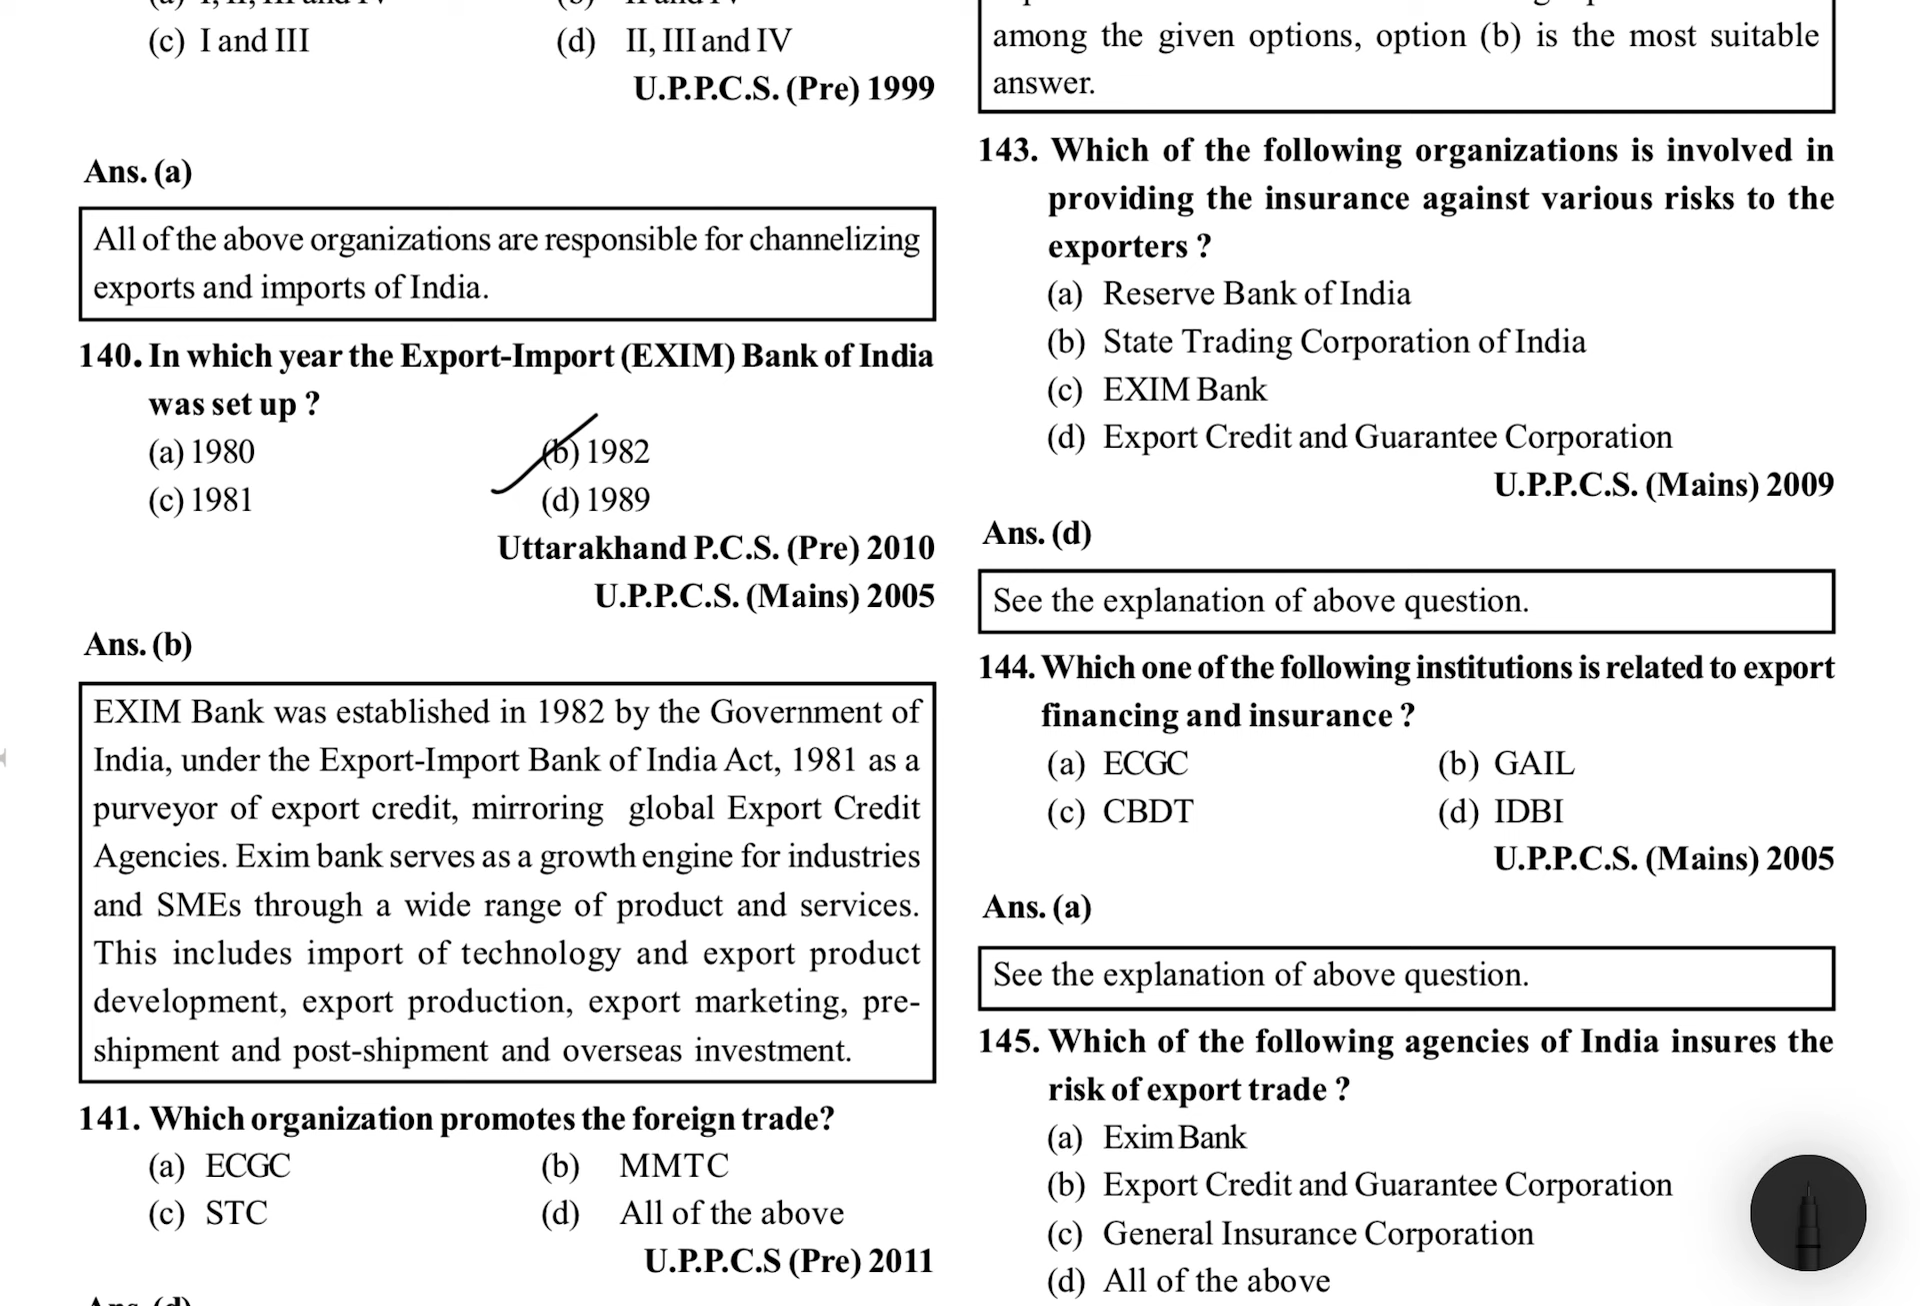 (c) I and III (d) II, III and IV
U.P.P.C.S. (Pre) 1999
Ans. (a)
All of the above organizations are responsible for channelizing
exports and imports of India.
140. In which year the Export-Import (EXIM) Bank of India
was set up ?
(a) 1980 (b) 1982
(c) 1981 (d) 1989
Uttarakhand P.C.S. (Pre) 2010
U.P.P.C.S. (Mains) 2005
Ans. (b)
EXIM Bank was established in 1982 by the Government of
India, under the Export-Import Bank of India Act, 1981 as a
purveyor of export credit, mirroring global Export Credit
Agencies. Exim bank serves as a growth engine for industries
and SMEs through a wide range of product and services.
This includes import of technology and export product
development, export production, export marketing, pre-
shipment and post-shipment and overseas investment.
141. Which organization promotes the foreign trade?
(a) ECGC (b) MMTC
(c) STC (d) All of the above
U.P.P.C.S (Pre) 2011
among the given options, option (b) is the most suitable
answer.
143. Which of the following organizations is involved in
providing the insurance against various risks to the
exporters ?
(a) Reserve Bank of India
(b) State Trading Corporation of India
(c) EXIM Bank
(d) Export Credit and Guarantee Corporation
U.P.P.C.S. (Mains) 2009
Ans. (d)
See the explanation of above question.
144. Which one of the following institutions is related to export
financing and insurance ?
(a) ECGC (b) GAIL
(c) CBDT (d) IDBI
U.P.P.C.S. (Mains) 2005
Ans. (a)
See the explanation of above question.
145. Which of the following agencies of India insures the
risk of export trade ?
(a) Exim Bank
(b) Export Credit and Guarantee Corporation
(c) General Insurance Corporation
(d) All of the above